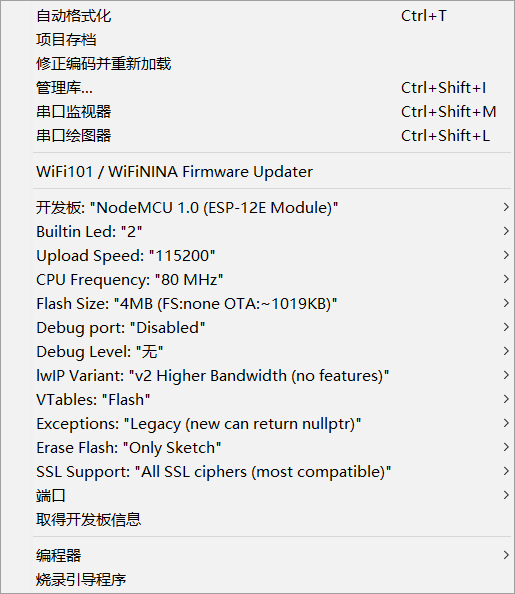 自动格式化 Ctrl+T
项目存档
修正编码并重新加载
管理库... Ctrl+Shift+I
串口监视器 Ctrl+Shift+M
串口绘图器 Ctrl+Shift+L
WiFi101 / WiFiNINA Firmware Updater
开发板: "NodeMCU 1.0 (ESP-12E Module)"
Builtin Led: "2"
Upload Speed: "115200"
CPU Frequency: "80 MHz"
Flash Size: "4MB (FS:none OTA:~1019KB)"
Debug port: "Disabled"
Debug Level: "无"
lwIP Variant: "v2 Higher Bandwidth (no features)"
VTables: "Flash"
Exceptions: "Legacy (new can return nullptr)"
Erase Flash: "Only Sketch"
SSL Support: "All SSL ciphers (most compatible)"
端口
取得开发板信息
编程器
烧录引导程序